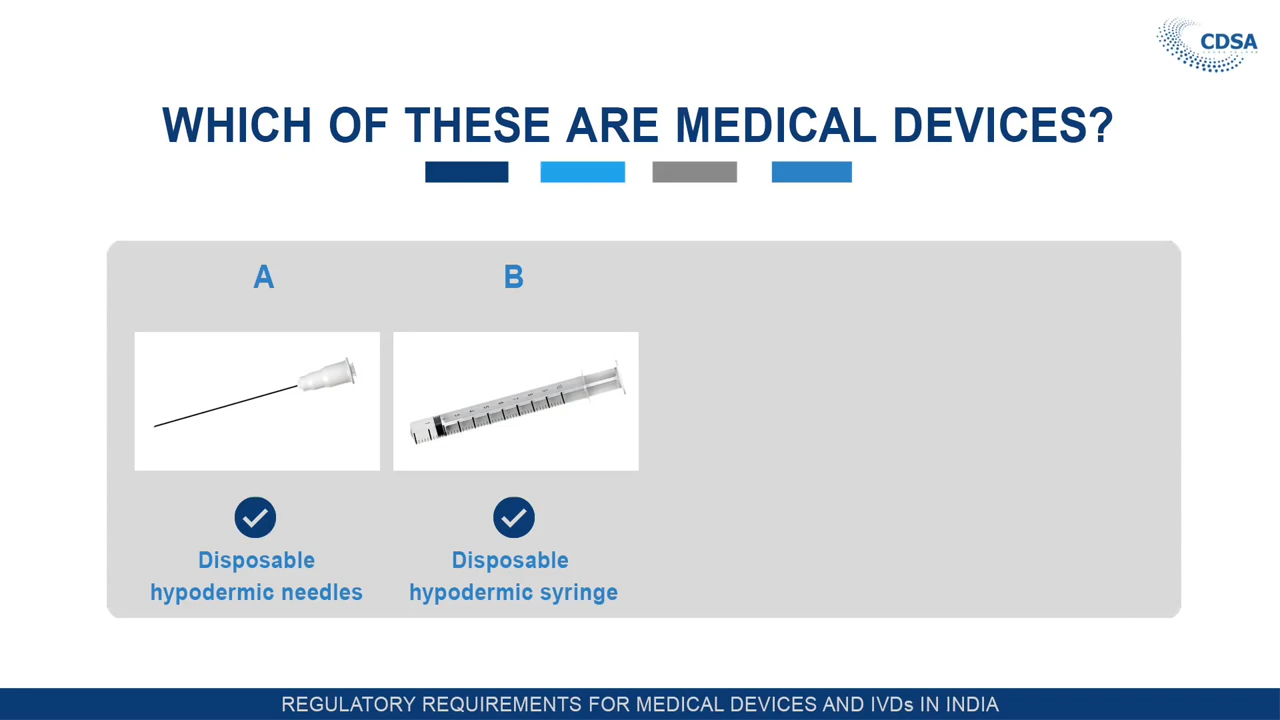 CDSA
WHICH OF THESE ARE MEDICAL DEVICES?
A
B
Disposable
hypodermic needles
Disposable
hypodermic syringe
REGULATORY REQUIREMENTS FOR MEDICAL DEVICES AND IVDs IN INDIA